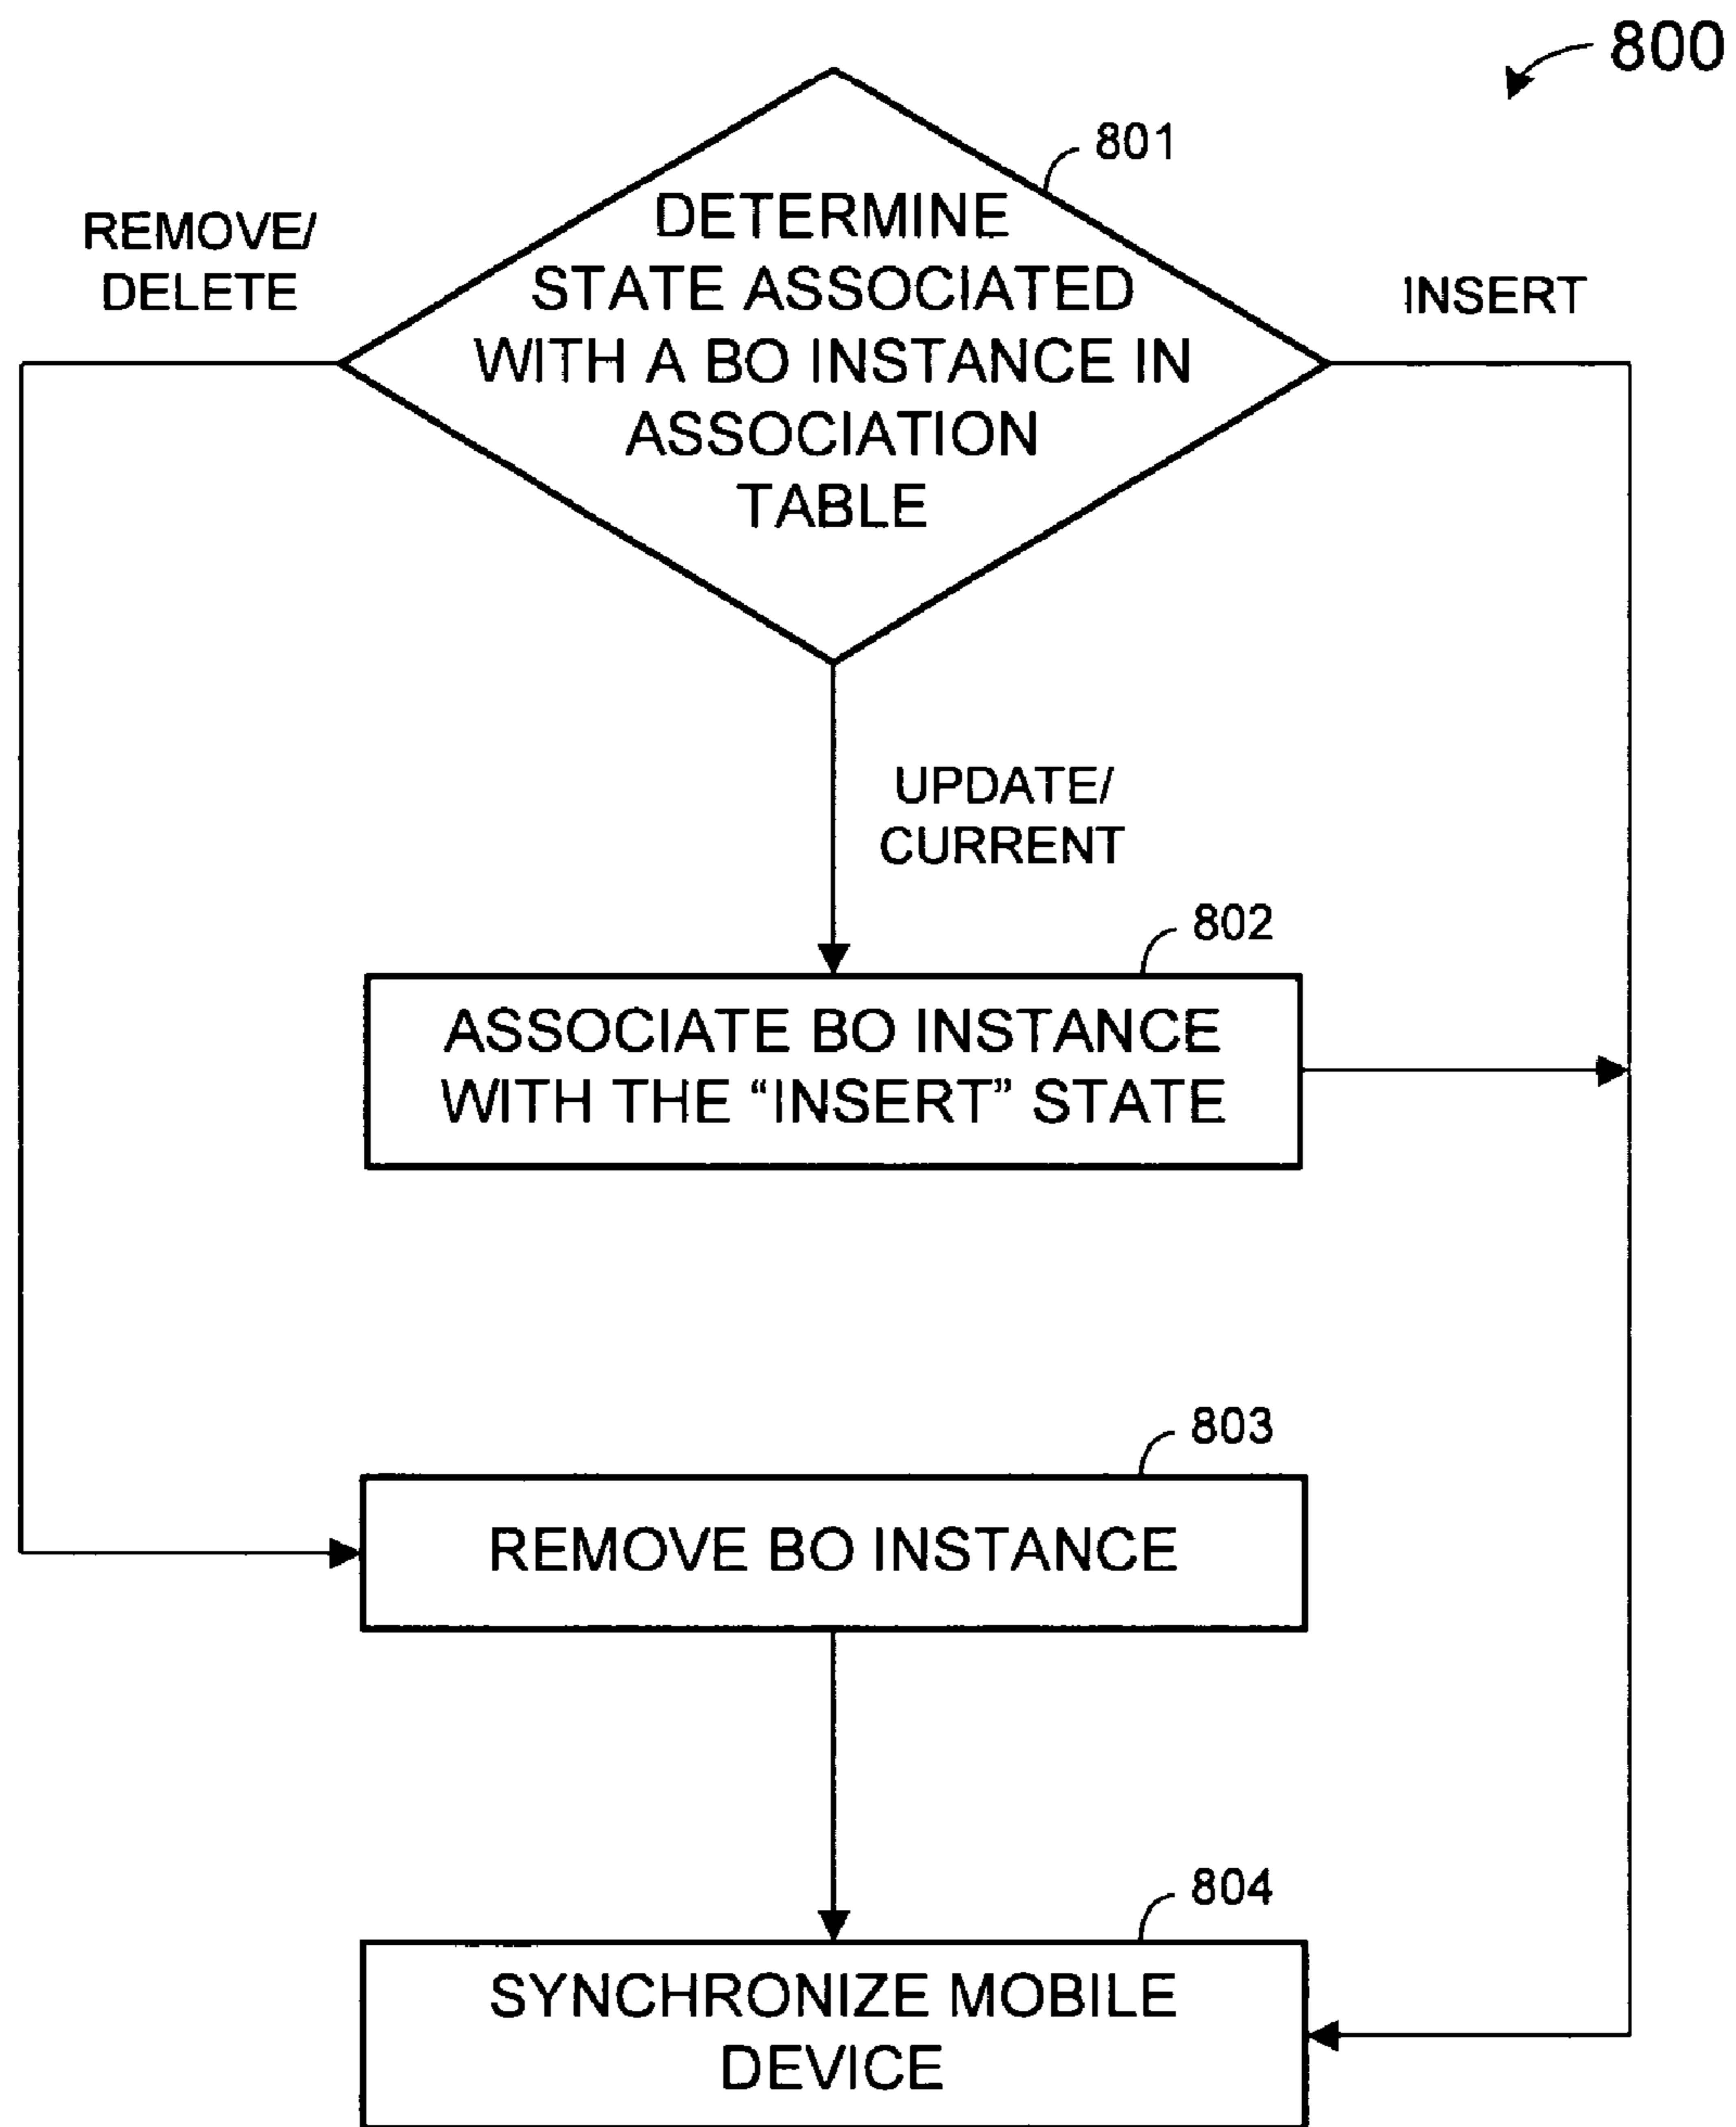 800
801
DETERMINE
STATE ASSOCIATED
WITH A BO INSTANCE IN
ASSOCIATION
TABLE
REMOVE/
DELETE
INSERT
UPDATE/
CURRENT
802
ASSOCIATE BO INSTANCE
WITH THE “INSERT” STATE
803
REMOVE BO INSTANCE
804
SYNCHRONIZE MOBILE
DEVICE